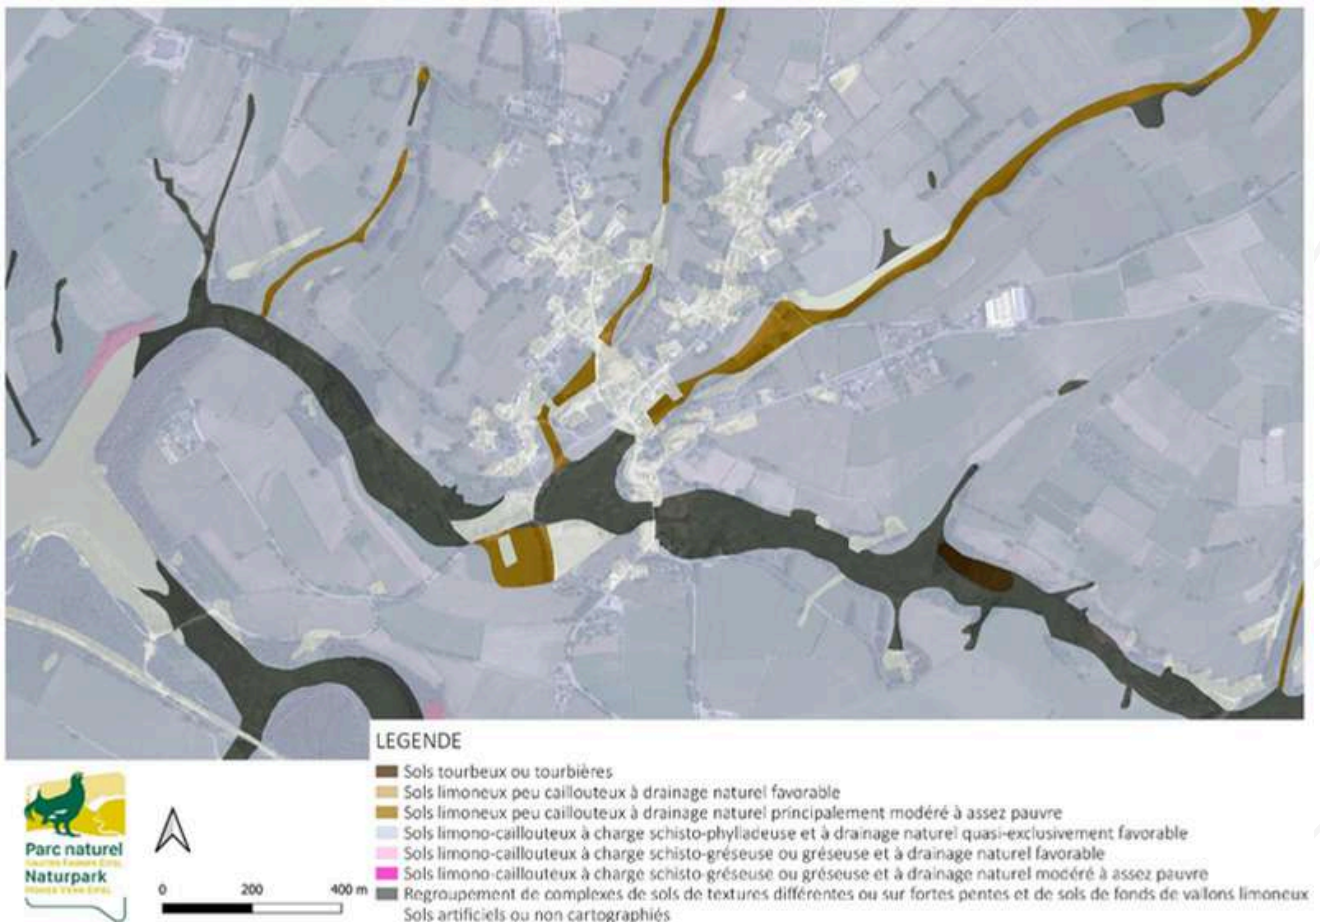 LEGENDE
Sols tourbeux ou tourbières
Sols limoneux peu caillouteux à drainage naturel favorable
Sols limoneux peu caillouteux à drainage naturel principalement modéré à assez pauvre
Sols limono-caillouteux à charge schisto-phylladeuse et à drainage naturel quasi-exclusivement favorable
Sols limono-caillouteux à charge schisto-gréseuse ou gréseuse et à drainage naturel favorable
Sols limono-caillouteux à charge schisto-gréseuse ou gréseuse et à drainage naturel modéré à assez pauvre
Regroupement de complexes de sols de textures différentes ou sur fortes pentes et de sols de fonds de vallons limoneux
Sols artificiels ou non cartographiés
Parc naturel
Naturpark
0 200 400 m